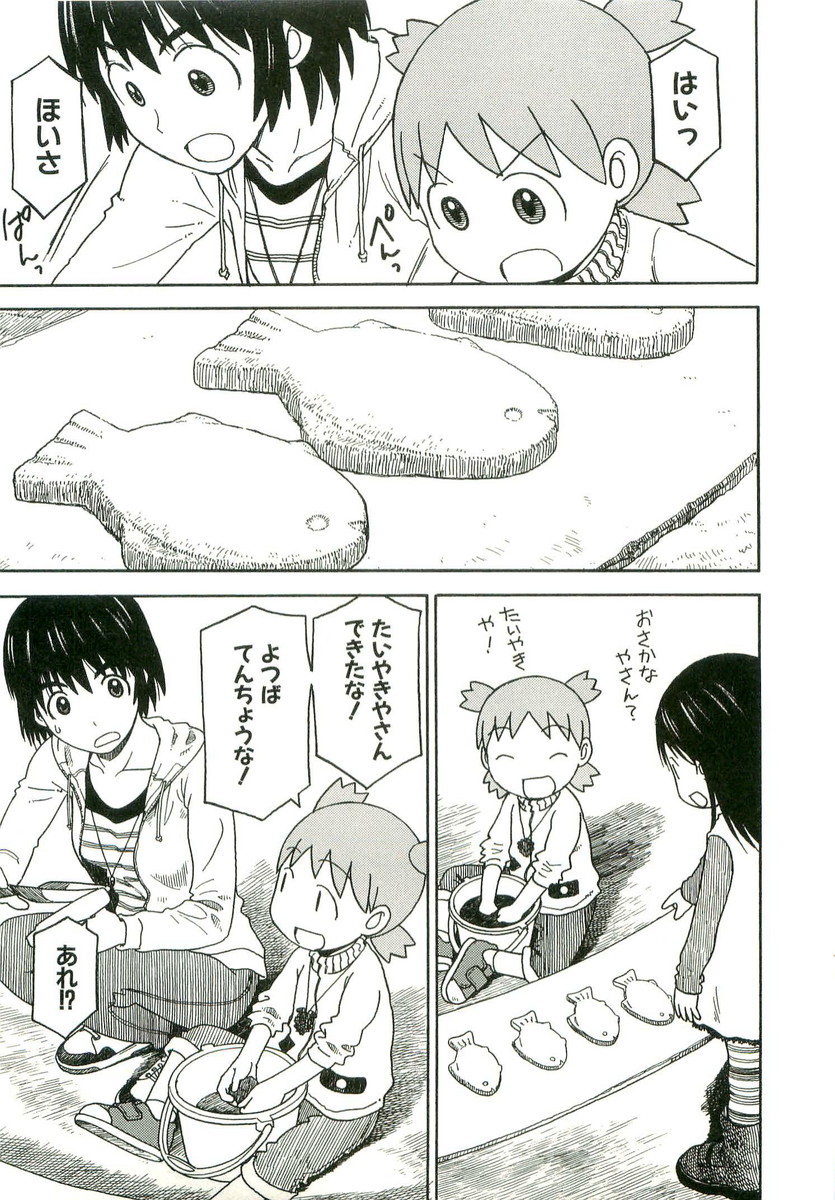 はいっ
ぺんっ
ほいさ
ぱんっ
おさかな
やさん?
たいやき
や!
たいやきやさん
できたな!
よつば
てんちょうな!
あれ!?